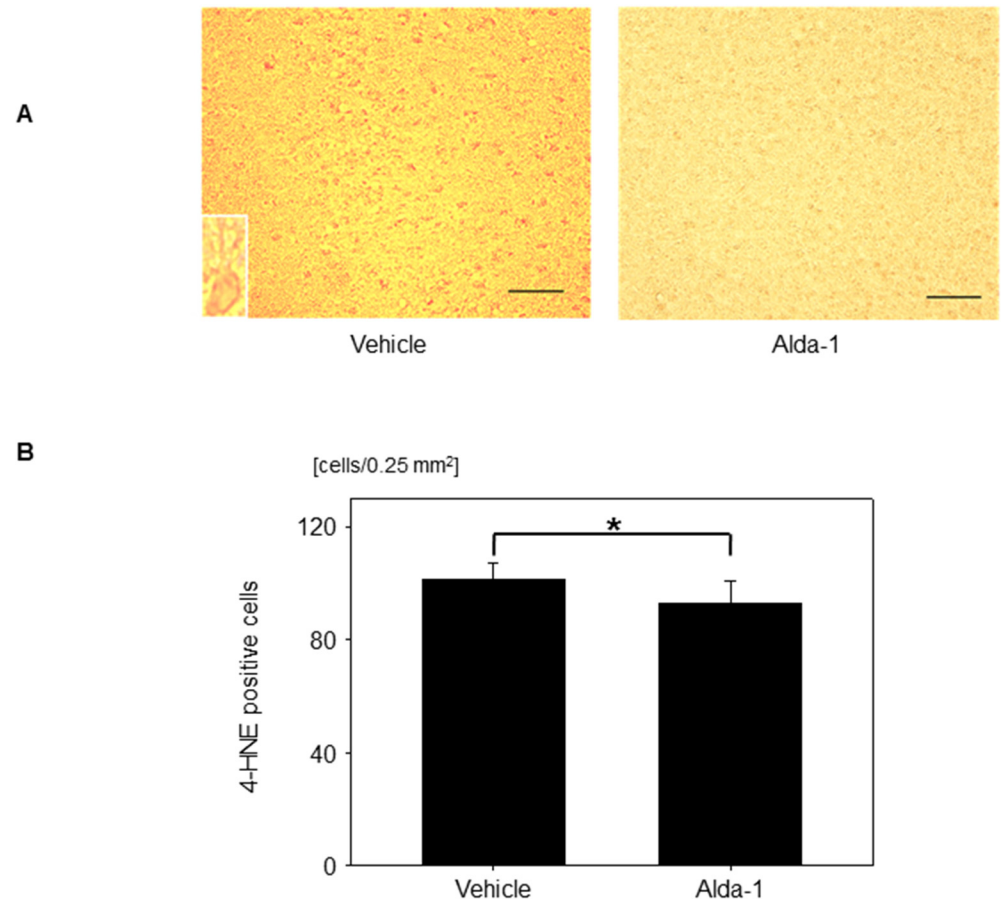 A
Vehicle
Alda-1
B
[cells/0.25 mm²]
120
*
80
40
0
4-HNE positive cells
Vehicle
Alda-1